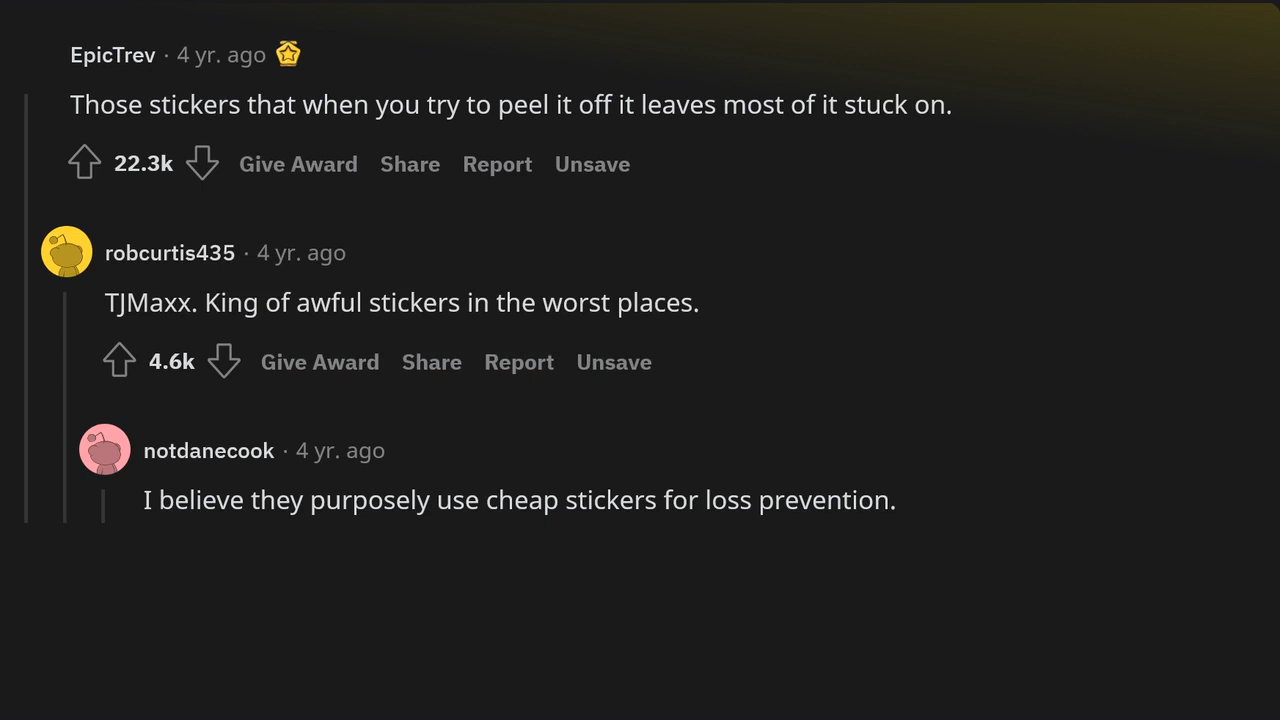 EpicTrev · 4 yr. ago
Those stickers that when you try to peel it off it leaves most of it stuck on.
22.3k Give Award Share Report Unsave
robcurtis435 · 4 yr. ago
TJMaxx. King of awful stickers in the worst places.
4.6k Give Award Share Report Unsave
notdanecook · 4 yr. ago
I believe they purposely use cheap stickers for loss prevention.